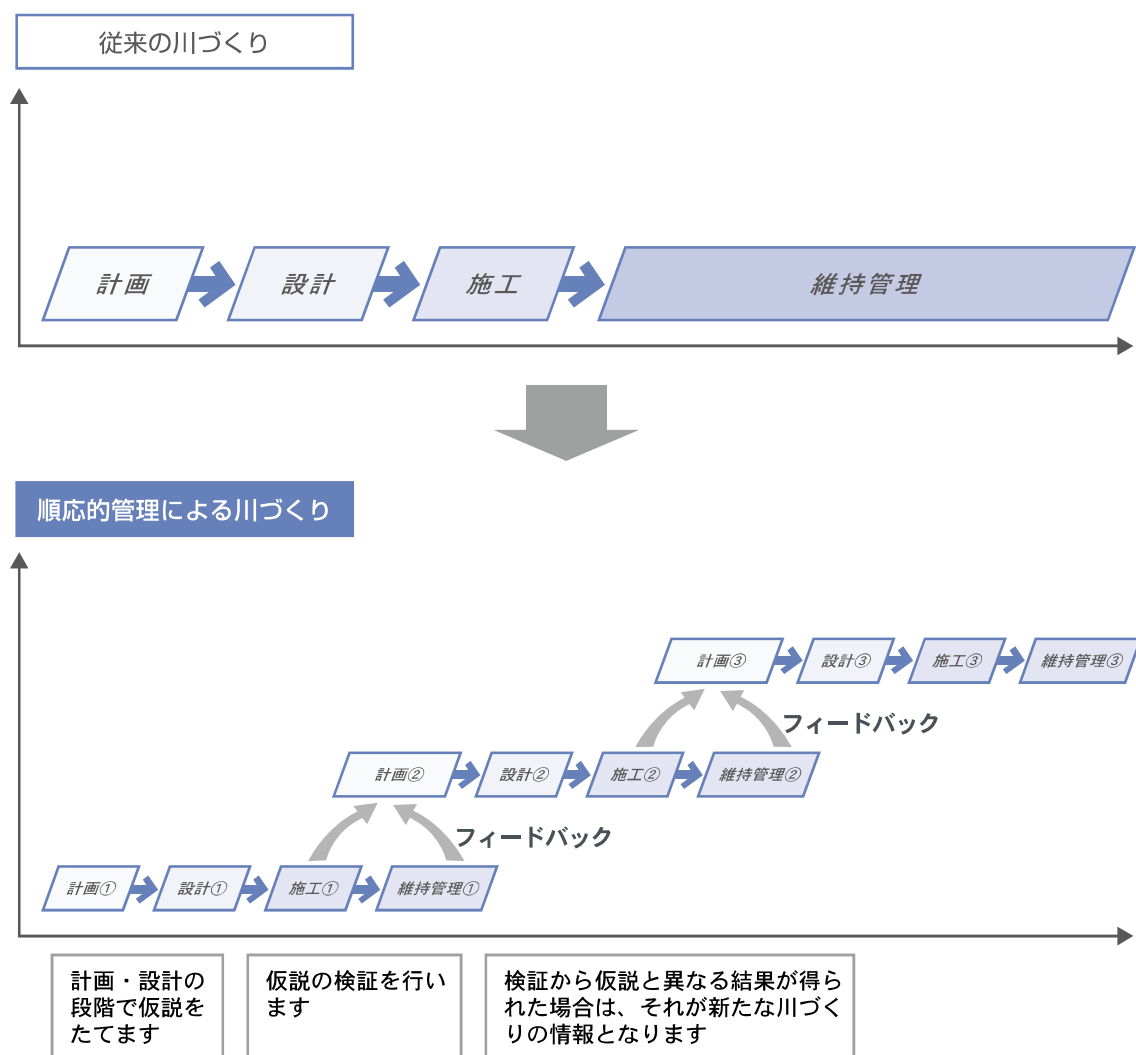 従来の川づくり
計画
設計
施工
維持管理
順応的管理による川づくり
計画③
設計③
施工③
維持管理③
フィードバック
計画②
設計②
施工②
維持管理②
フィードバック
計画①
設計①
施工①
維持管理①
計画・設計の
段階で仮説を
たてます
仮説の検証を行い
ます
検証から仮説と異なる結果が得ら
れた場合は、それが新たな川づく
りの情報となります